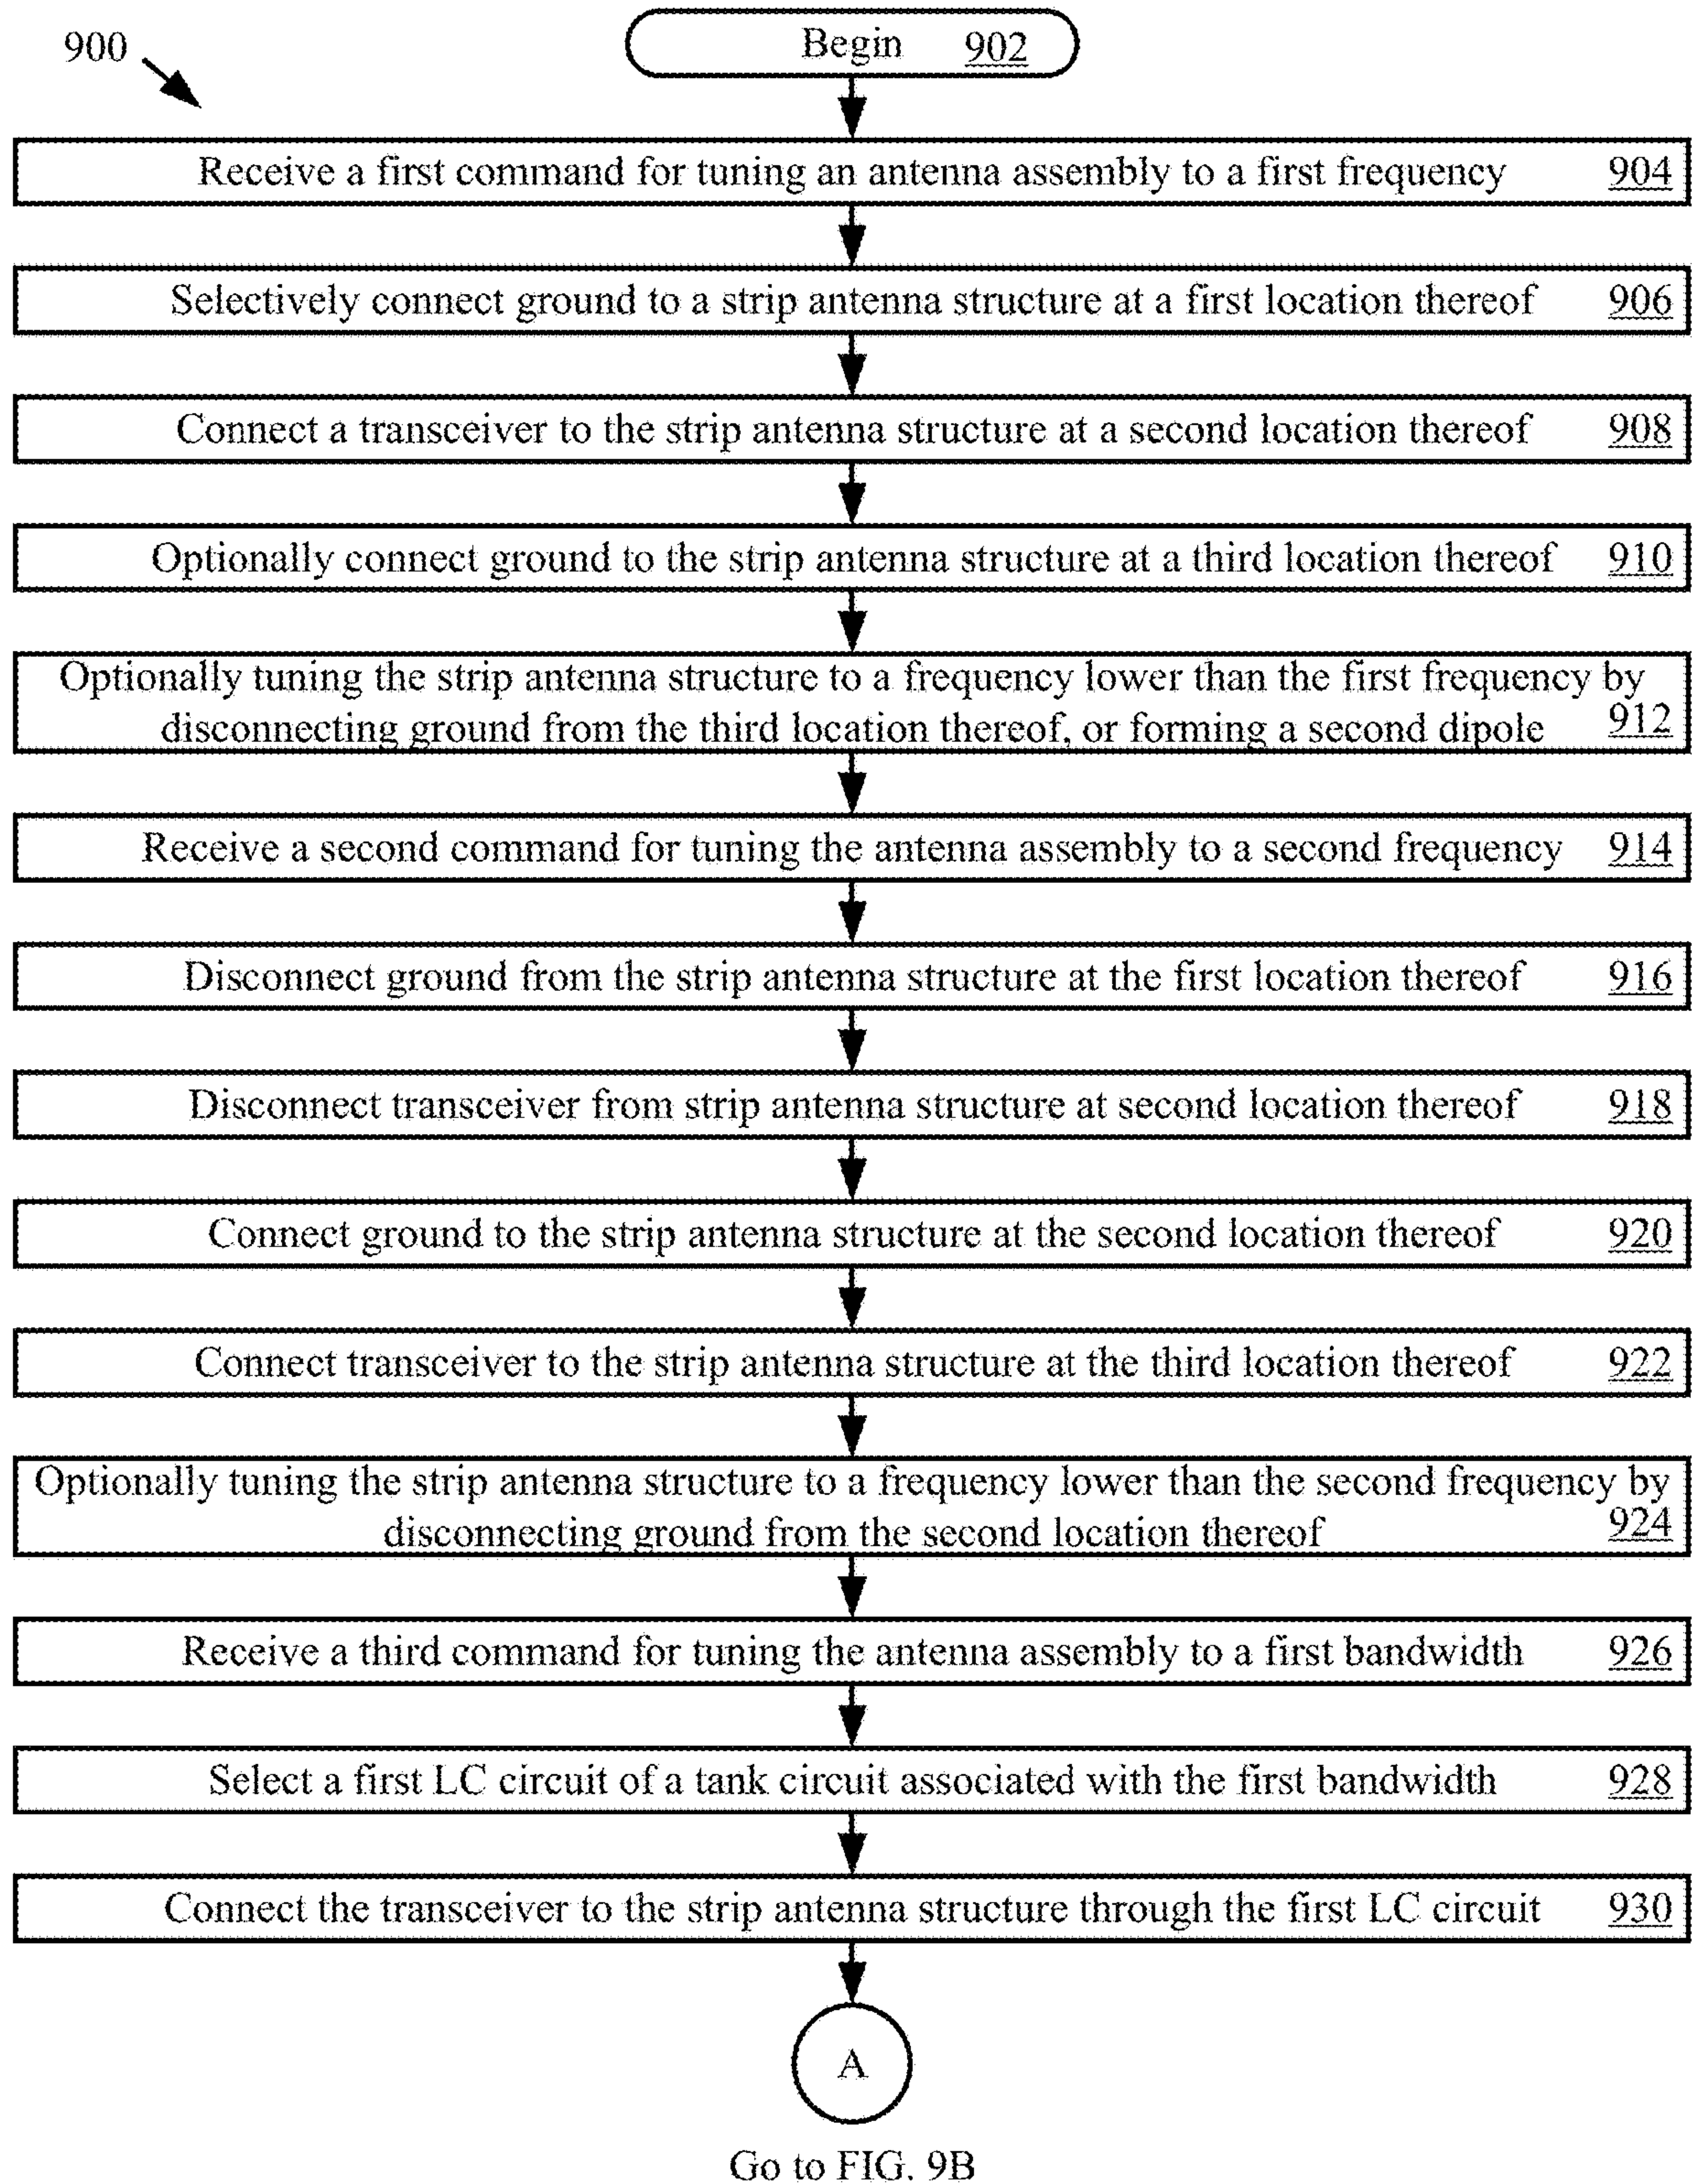 900
Begin 902
Receive a first command for tuning an antenna assembly to a first frequency 904
Selectively connect ground to a strip antenna structure at a first location thereof 906
Connect a transceiver to the strip antenna structure at a second location thereof 908
Optionally connect ground to the strip antenna structure at a third location thereof 910
Optionally tuning the strip antenna structure to a frequency lower than the first frequency by
disconnecting ground from the third location thereof, or forming a second dipole 912
Receive a second command for tuning the antenna assembly to a second frequency 914
Disconnect ground from the strip antenna structure at the first location thereof 916
Disconnect transceiver from strip antenna structure at second location thereof 918
Connect ground to the strip antenna structure at the second location thereof 920
Connect transceiver to the strip antenna structure at the third location thereof 922
Optionally tuning the strip antenna structure to a frequency lower than the second frequency by
disconnecting ground from the second location thereof 924
Receive a third command for tuning the antenna assembly to a first bandwidth 926
Select a first LC circuit of a tank circuit associated with the first bandwidth 928
Connect the transceiver to the strip antenna structure through the first LC circuit 930
A
Go to FIG. 9B